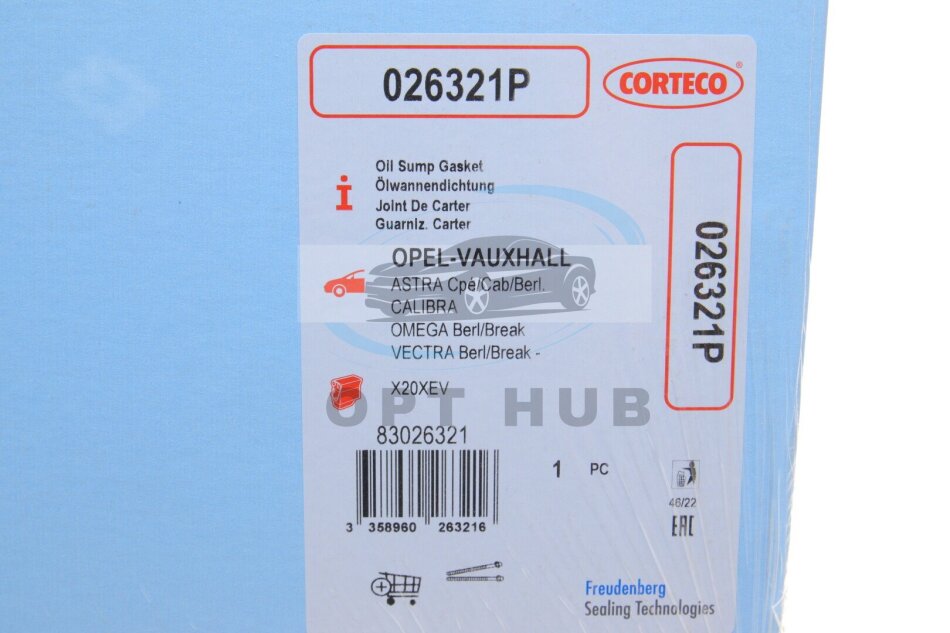 026321P
CORTECO®
Oil Sump Gasket
Ölwannendichtung
Joint De Carter
Guarniz. Carter
OPEL-VAUXHALL
ASTRA Cpé/Cab/Berl.
CALIBRA
OMEGA Berl/Break
VECTRA Berl/Break -
X20XEV
026321P
OPT HUB
83026321
1 PC
3 358960 263216
46/22
EAC
Freudenberg
Sealing Technologies